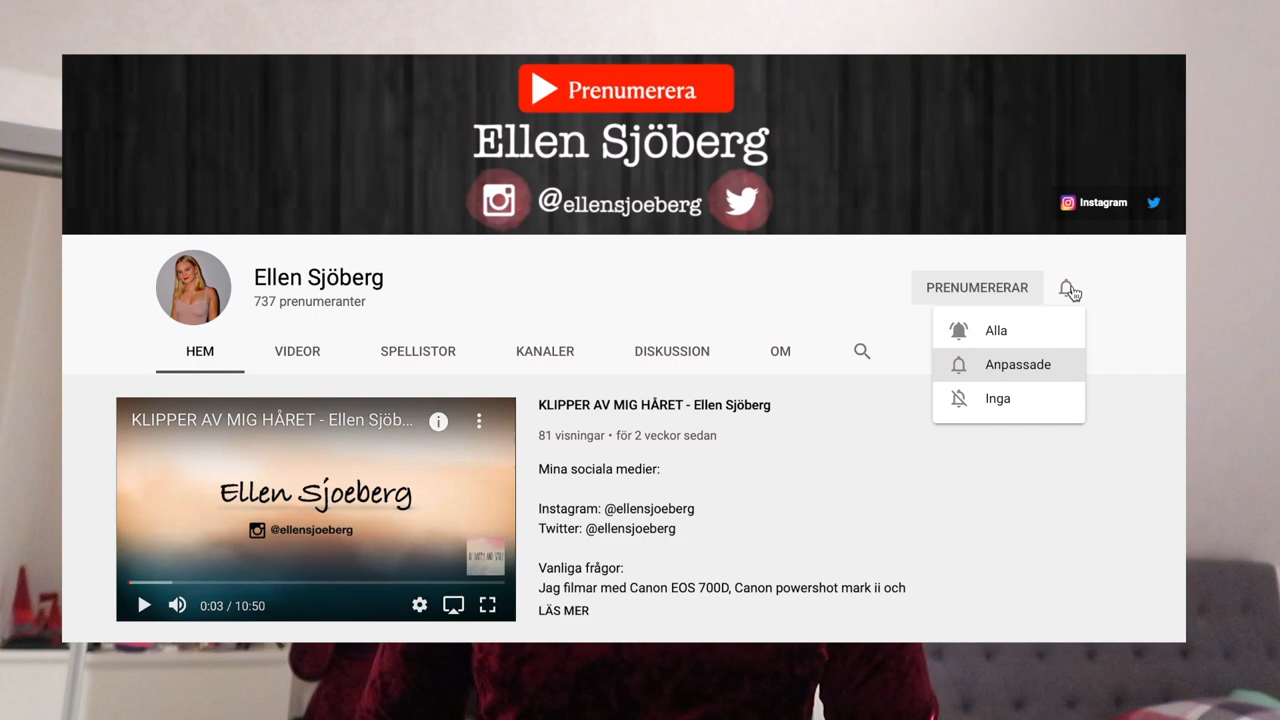 Prenumerera
Ellen Sjöberg
@ellensjoeberg
Instagram
Ellen Sjöberg
737 prenumeranter
PRENUMERERAR
Alla
Anpassade
Inga
HEM VIDEOR SPELLISTOR KANALER DISKUSSION OM
KLIPPER AV MIG HÅRET - Ellen Sjöb...
Ellen Sjoeberg
@ellensjoeberg
0:03 / 10:50
KLIPPER AV MIG HÅRET - Ellen Sjöberg
81 visningar • för 2 veckor sedan
Mina sociala medier:
Instagram: @ellensjoeberg
Twitter: @ellensjoeberg
Vanliga frågor:
Jag filmar med Canon EOS 700D, Canon powershot mark ii och
LÄS MER